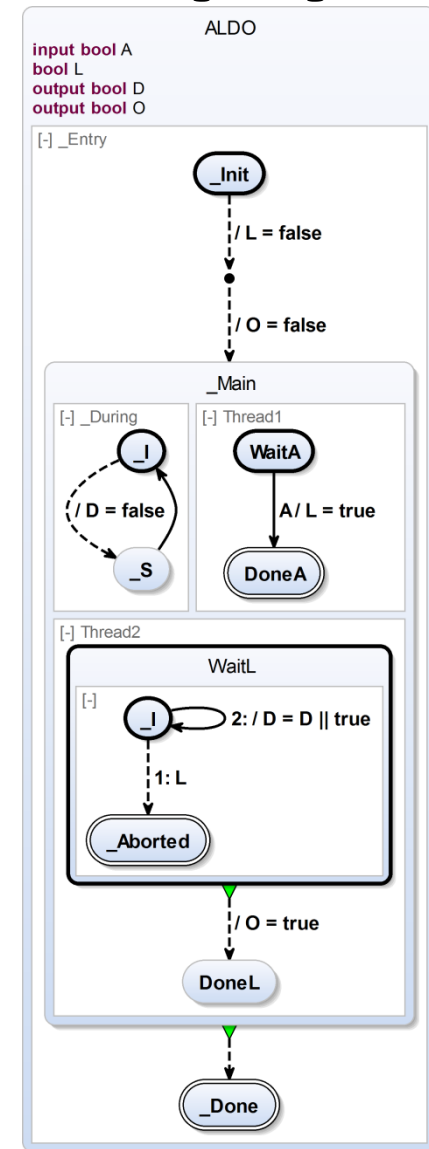 ALDO
input bool A
bool L
output bool D
output bool O
[-] _Entry
_Init
/ L = false
/ O = false
_Main
[-] _During
[-] Thread1
_I
WaitA
/ D = false
A / L = true
_S
DoneA
[-] Thread2
WaitL
[-]
_I
2: / D = D || true
1: L
_Aborted
/ O = true
DoneL
_Done